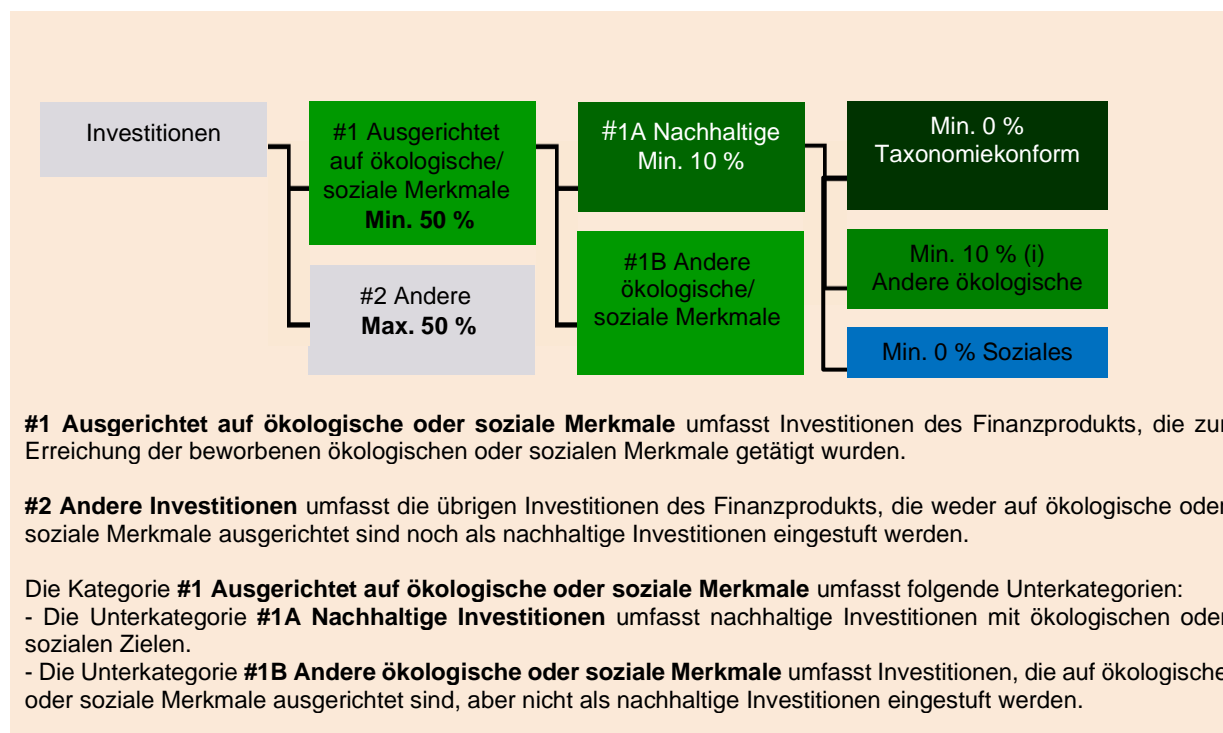 Investitionen
#1 Ausgerichtet
auf ökologische/
soziale Merkmale
Min. 50 %
#2 Andere
Max. 50 %
#1A Nachhaltige
Min. 10 %
#1B Andere
ökologische/
soziale Merkmale
Min. 0 %
Taxonomiekonform
Min. 10 % (i)
Andere ökologische
Min. 0 % Soziales
#1 Ausgerichtet auf ökologische oder soziale Merkmale umfasst Investitionen des Finanzprodukts, die zur
Erreichung der beworbenen ökologischen oder sozialen Merkmale getätigt wurden.
#2 Andere Investitionen umfasst die übrigen Investitionen des Finanzprodukts, die weder auf ökologische oder
soziale Merkmale ausgerichtet sind noch als nachhaltige Investitionen eingestuft werden.
Die Kategorie #1 Ausgerichtet auf ökologische oder soziale Merkmale umfasst folgende Unterkategorien:
- Die Unterkategorie #1A Nachhaltige Investitionen umfasst nachhaltige Investitionen mit ökologischen oder
sozialen Zielen.
- Die Unterkategorie #1B Andere ökologische oder soziale Merkmale umfasst Investitionen, die auf ökologische
oder soziale Merkmale ausgerichtet sind, aber nicht als nachhaltige Investitionen eingestuft werden.